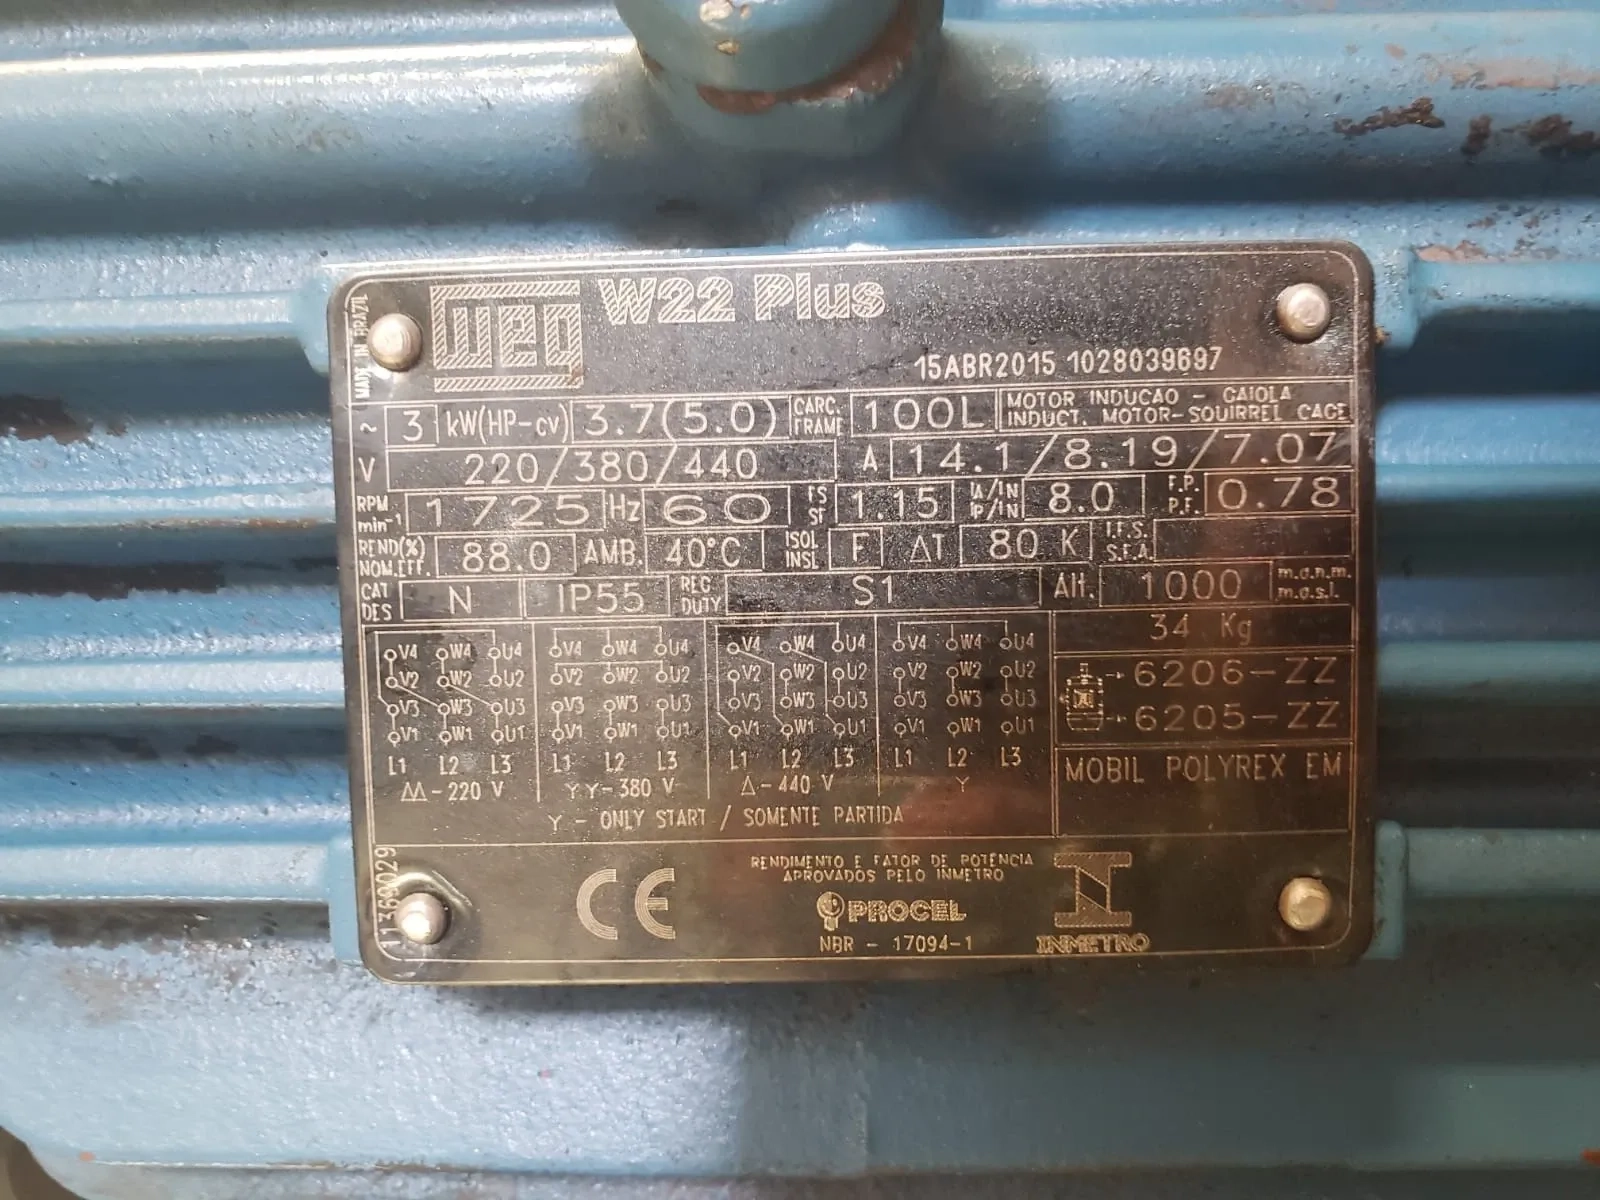 WEG W22 Plus
MADE IN BRAZIL
15ABR2015 1028039697
~ 3 kW(HP-cv) 3.7(5.0) CARC. FRAME 100L MOTOR INDUCAO - GAIOLA
INDUCT. MOTOR-SQUIRREL CAGE
V 220/380/440 A 14.1/8.19/7.07
RPM min⁻¹ 1725 Hz 60 FS SF 1.15 IA/IN IP/IN 8.0 F.P. P.F. 0.78
REND(%) NOM.EFF. 88.0 AMB. 40°C ISOL INSL F ΔT 80 K I.F.S. S.F.A.
CAT DES N IP55 REG DUTY S1 Alt. 1000 m.a.n.m. m.a.s.l.
34 Kg
V4 W4 U4 V4 W4 U4 V4 W4 U4 V4 W4 U4
V2 W2 U2 V2 W2 U2 V2 W2 U2 V2 W2 U2
V3 W3 U3 V3 W3 U3 V3 W3 U3 V3 W3 U3
V1 W1 U1 V1 W1 U1 V1 W1 U1 V1 W1 U1
L1 L2 L3 L1 L2 L3 L1 L2 L3 L1 L2 L3
ΔΔ-220 V YY-380 V Δ-440 V Y
Y - ONLY START / SOMENTE PARTIDA
6206-ZZ
6205-ZZ
MOBIL POLYREX EM
11369029
CE
RENDIMENTO E FATOR DE POTÊNCIA
APROVADOS PELO INMETRO
PROCEL
NBR - 17094-1
INMETRO